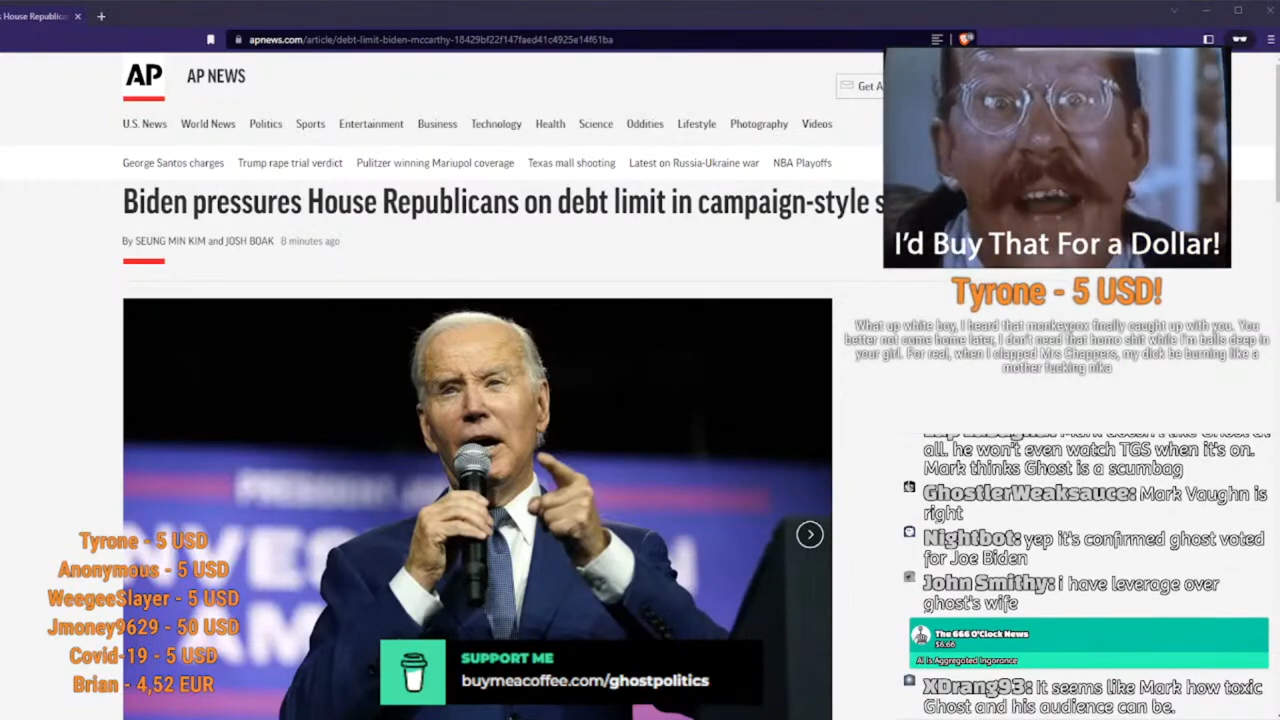 s House Republica
apnews.com/article/debt-limit-biden-mccarthy-18429bf22f147faed41c4925e14f61ba
AP
AP NEWS
Get A
U.S. News
World News
Politics
Sports
Entertainment
Business
Technology
Health
Science
Oddities
Lifestyle
Photography
Videos
George Santos charges
Trump rape trial verdict
Pulitzer winning Mariupol coverage
Texas mall shooting
Latest on Russia-Ukraine war
NBA Playoffs
Biden pressures House Republicans on debt limit in campaign-style s
By SEUNG MIN KIM and JOSH BOAK 8 minutes ago
I'd Buy That For a Dollar!
Tyrone - 5 USD!
What up white boy, I heard that monkeypox finally caught up with you. You
better not come home later, I don't need that homo shit while I'm balls deep in
your girl. For real, when I clapped Mrs Chappers, my dick be burning like a
mother fucking nika
all. he won't even watch TGS when it's on.
Mark thinks Ghost is a scumbag
GhostlerWeaksauce: Mark Vaughn is
right
Nightbot: yep it's confirmed ghost voted
for Joe Biden
John Smithy: i have leverage over
ghost's wife
The 666 O'Clock News
$6.66
AI is Aggregated Ingorance
XDrang93: It seems like Mark how toxic
Ghost and his audience can be.
Tyrone - 5 USD
Anonymous - 5 USD
WeegeeSlayer - 5 USD
Jmoney9629 - 50 USD
Covid-19 - 5 USD
Brian - 4,52 EUR
SUPPORT ME
buymeacoffee.com/ghostpolitics